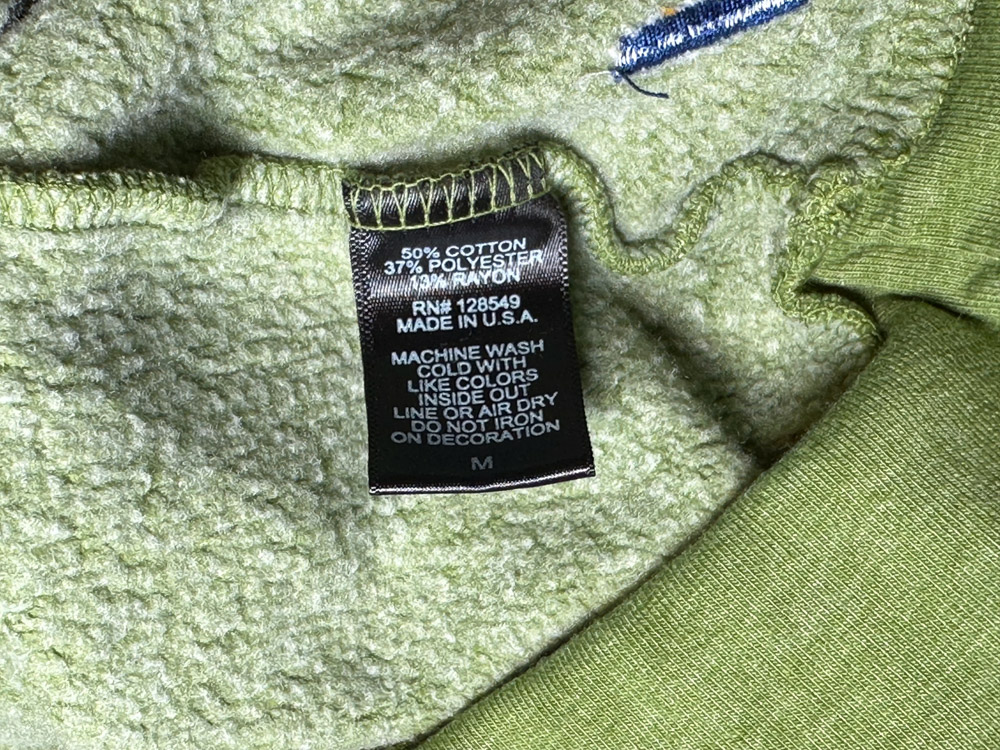 50% COTTON
37% POLYESTER
13% RAYON
RN# 128549
MADE IN U.S.A.
MACHINE WASH
COLD WITH
LIKE COLORS
INSIDE OUT
LINE OR AIR DRY
DO NOT IRON
ON DECORATION
M